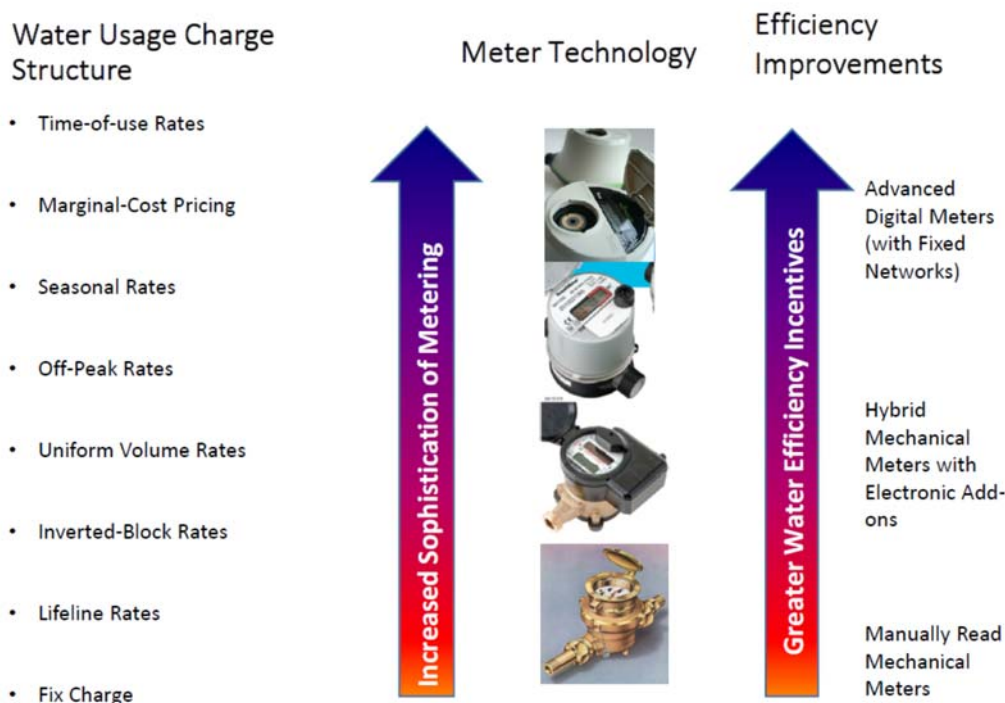 Water Usage Charge
Structure
Meter Technology
Efficiency
Improvements
• Time-of-use Rates
• Marginal-Cost Pricing
• Seasonal Rates
• Off-Peak Rates
• Uniform Volume Rates
• Inverted-Block Rates
• Lifeline Rates
• Fix Charge
Increased Sophistication of Metering
Greater Water Efficiency Incentives
Advanced
Digital Meters
(with Fixed
Networks)
Hybrid
Mechanical
Meters with
Electronic Add-
ons
Manually Read
Mechanical
Meters